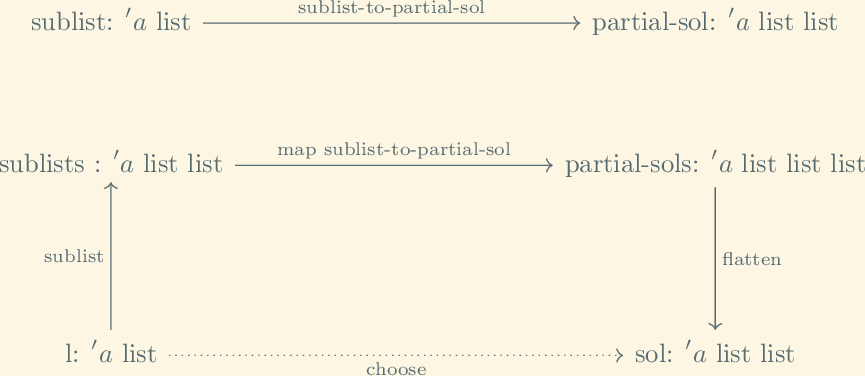 sublist-to-partial-sol
sublist: ′a list
partial-sol: ′a list list
map sublist-to-partial-sol
sublists : ′a list list
partial-sols: ′a list list list
sublist
flatten
l: ′a list
sol: ′a list list
choose